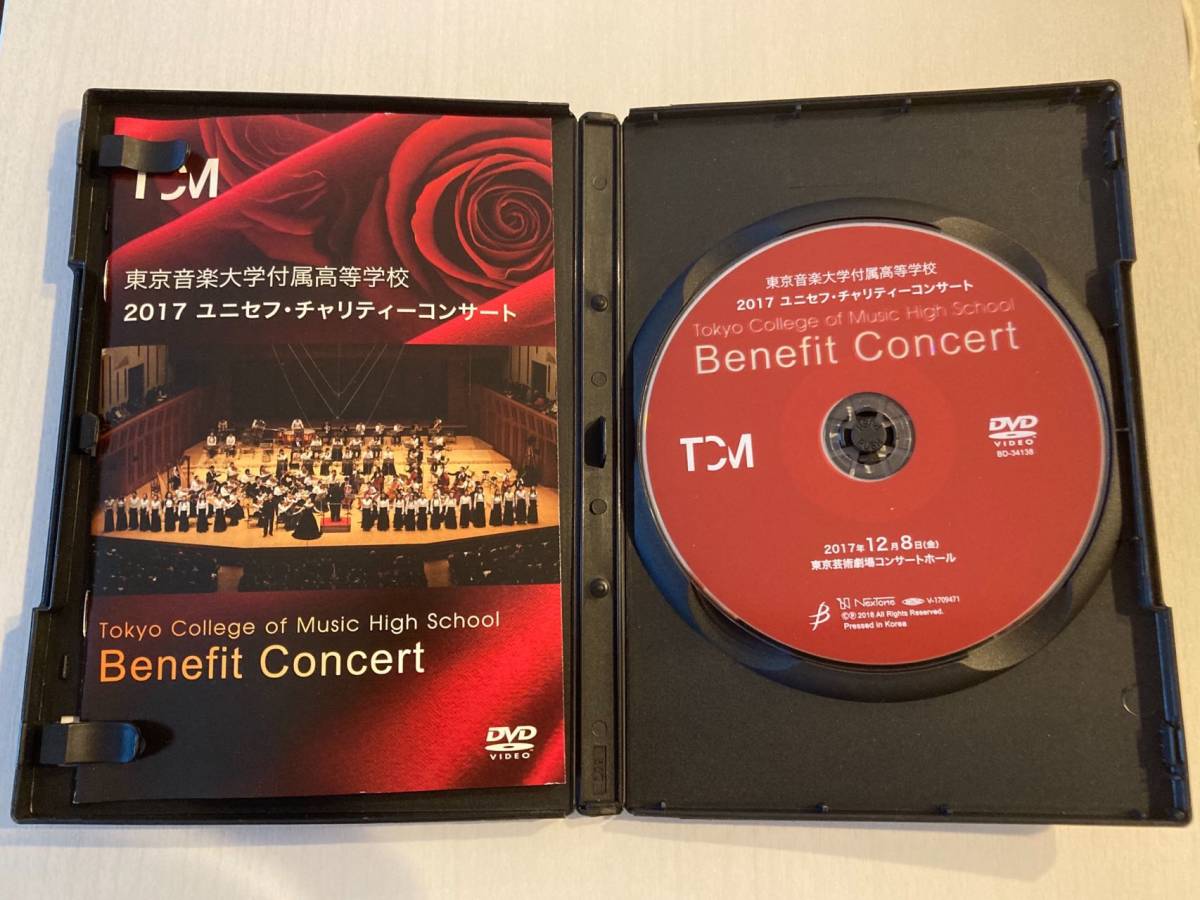 TCM
東京音楽大学付属高等学校
2017 ユニセフ・チャリティーコンサート
Tokyo College of Music High School
Benefit Concert
DVD
VIDEO
東京音楽大学付属高等学校
2017 ユニセフ・チャリティーコンサート
Tokyo College of Music High School
Benefit Concert
TCM
DVD
VIDEO
BD-34138
2017年12月8日(金)
東京芸術劇場コンサートホール
NexTone V-1709471
©℗2018 All Rights Reserved.
Pressed in Korea